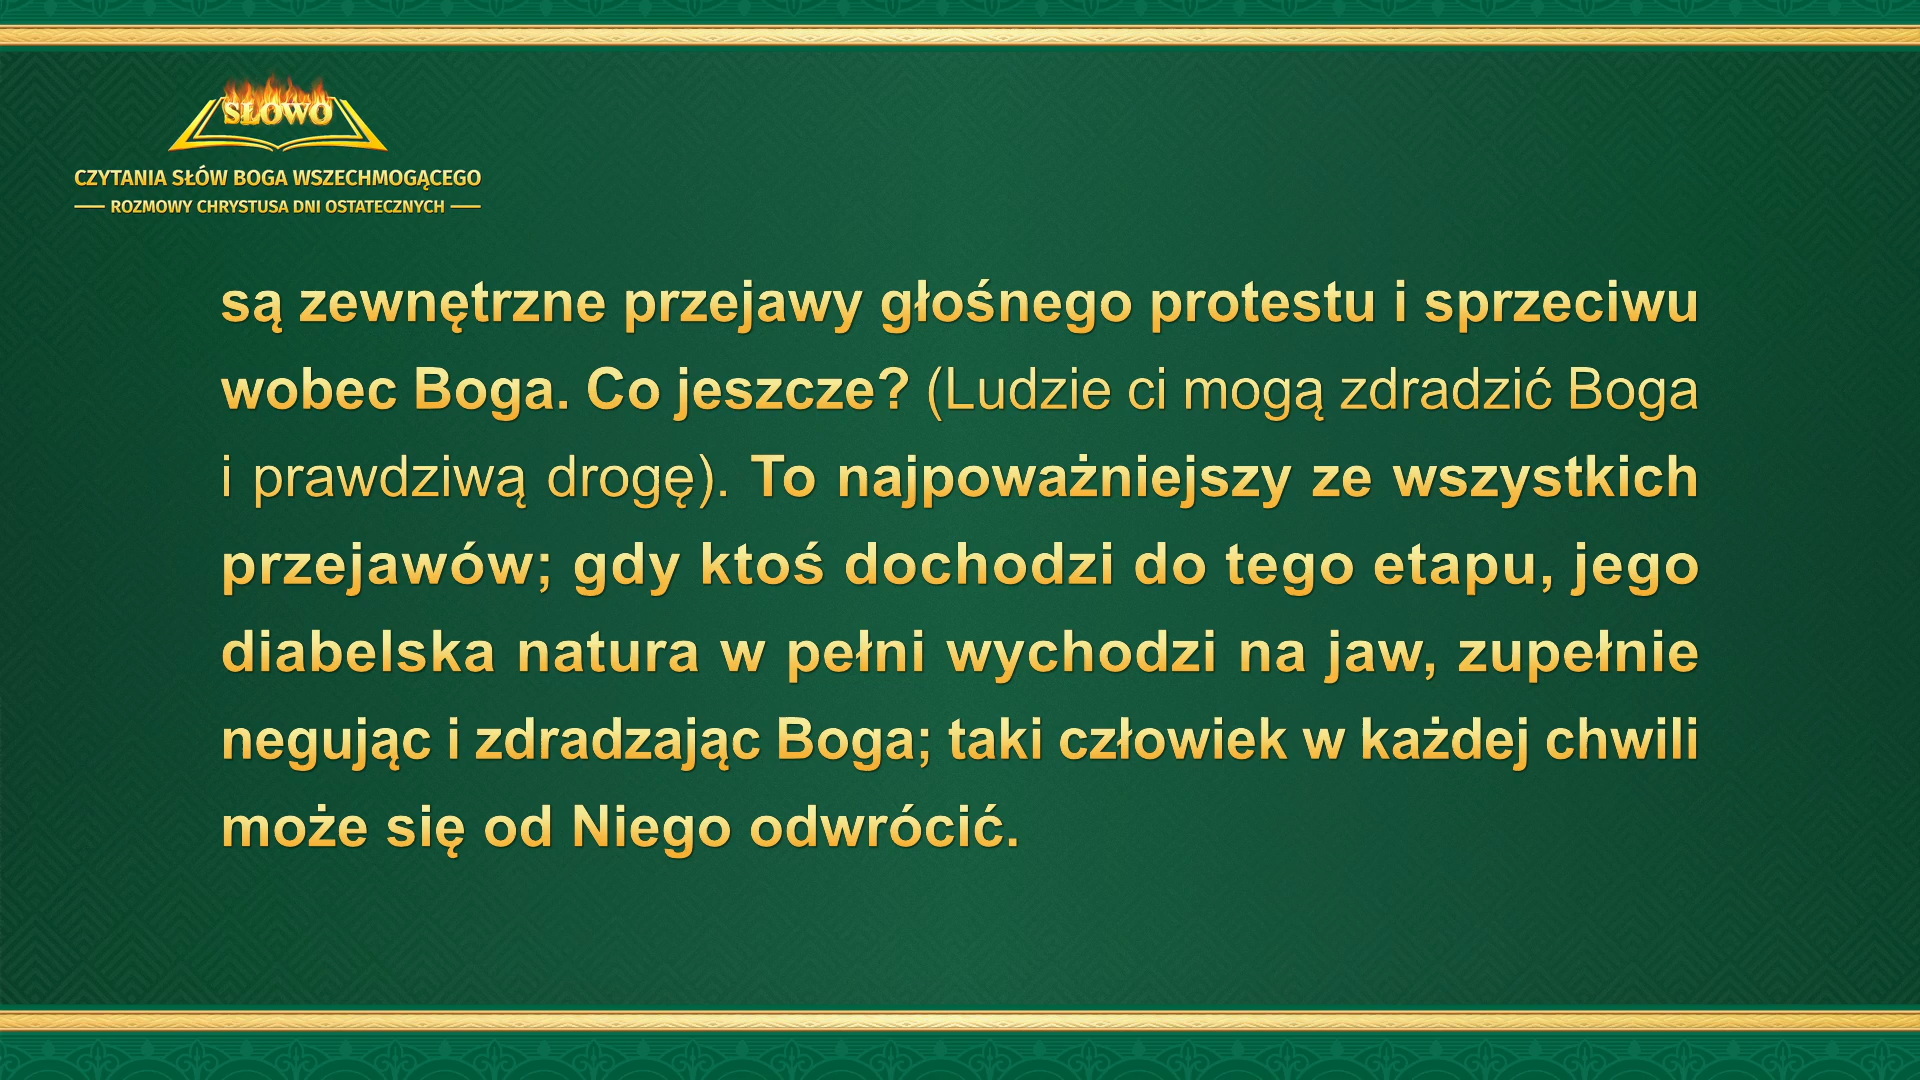 SŁOWO
CZYTANIA SŁÓW BOGA WSZECHMOGĄCEGO
ROZMOWY CHRYSTUSA DNI OSTATECZNYCH
są zewnętrzne przejawy głośnego protestu i sprzeciwu
wobec Boga. Co jeszcze? (Ludzie ci mogą zdradzić Boga
i prawdziwą drogę). To najpoważniejszy ze wszystkich
przejawów; gdy ktoś dochodzi do tego etapu, jego
diabelska natura w pełni wychodzi na jaw, zupełnie
negując i zdradzając Boga; taki człowiek w każdej chwili
może się od Niego odwrócić.